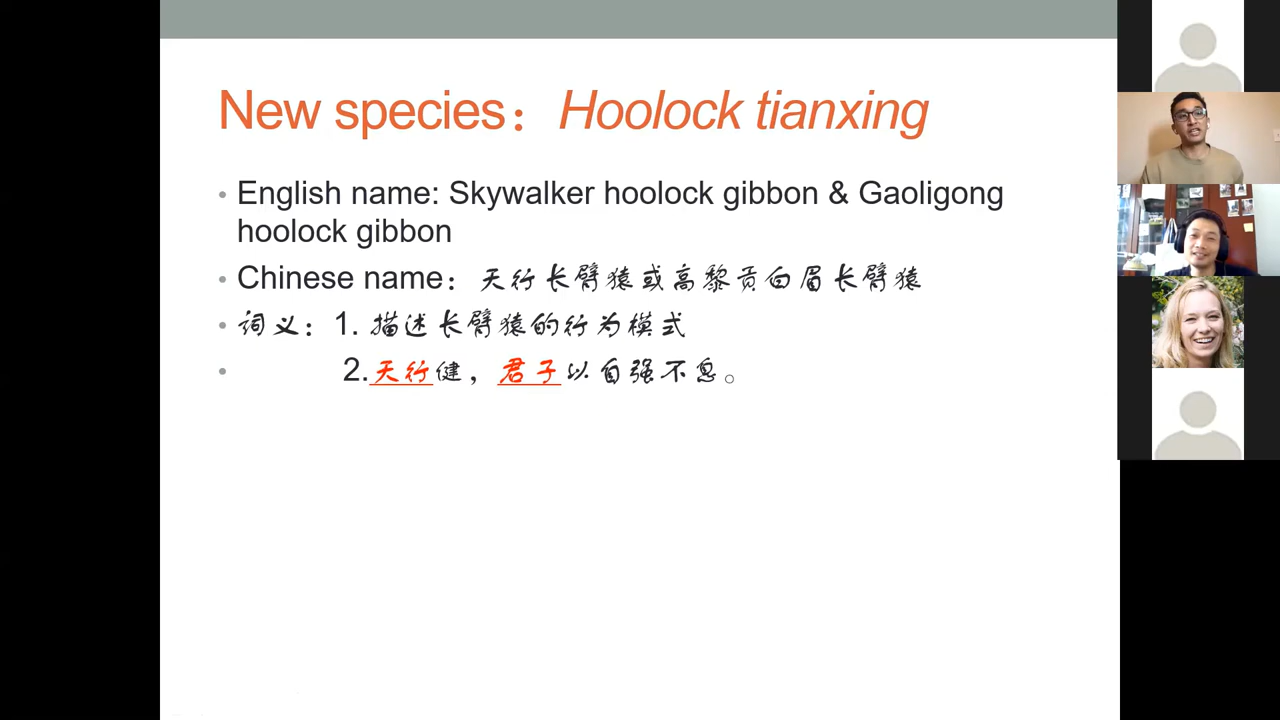 New species：Hoolock tianxing
English name: Skywalker hoolock gibbon & Gaoligong
hoolock gibbon
Chinese name：天行长臂猿或高黎贡白眉长臂猿
词义：1. 描述长臂猿的行为模式
2.天行健，君子以自强不息。